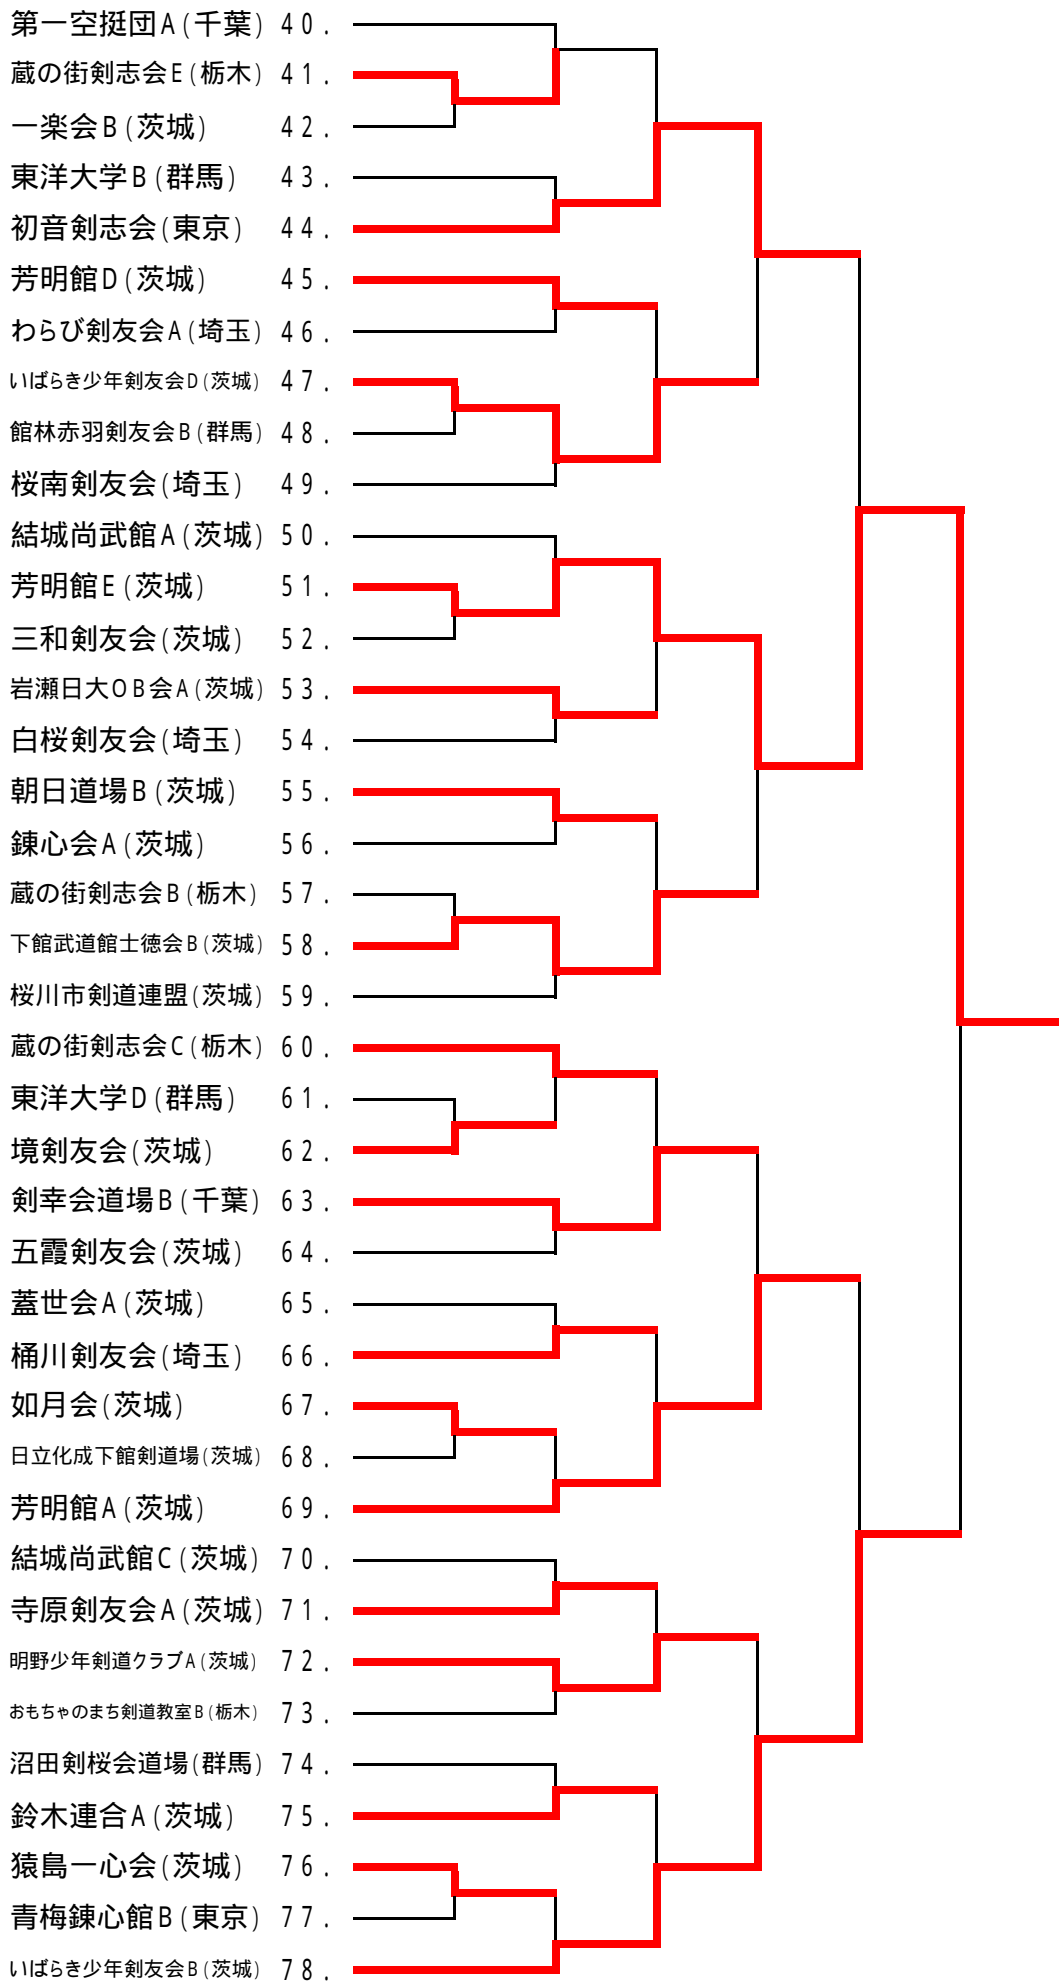 第一空挺団A(千葉) 40.
蔵の街剣志会E(栃木) 41.
一楽会B(茨城) 42.
東洋大学B(群馬) 43.
初音剣志会(東京) 44.
芳明館D(茨城) 45.
わらび剣友会A(埼玉) 46.
いばらき少年剣友会D(茨城) 47.
館林赤羽剣友会B(群馬) 48.
桜南剣友会(埼玉) 49.
結城尚武館A(茨城) 50.
芳明館E(茨城) 51.
三和剣友会(茨城) 52.
岩瀬日大OB会A(茨城) 53.
白桜剣友会(埼玉) 54.
朝日道場B(茨城) 55.
錬心会A(茨城) 56.
蔵の街剣志会B(栃木) 57.
下館武道館士徳会B(茨城) 58.
桜川市剣道連盟(茨城) 59.
蔵の街剣志会C(栃木) 60.
東洋大学D(群馬) 61.
境剣友会(茨城) 62.
剣幸会道場B(千葉) 63.
五霞剣友会(茨城) 64.
蓋世会A(茨城) 65.
桶川剣友会(埼玉) 66.
如月会(茨城) 67.
日立化成下館剣道場(茨城) 68.
芳明館A(茨城) 69.
結城尚武館C(茨城) 70.
寺原剣友会A(茨城) 71.
明野少年剣道クラブA(茨城) 72.
おもちゃのまち剣道教室B(栃木) 73.
沼田剣桜会道場(群馬) 74.
鈴木連合A(茨城) 75.
猿島一心会(茨城) 76.
青梅錬心館B(東京) 77.
いばらき少年剣友会B(茨城) 78.